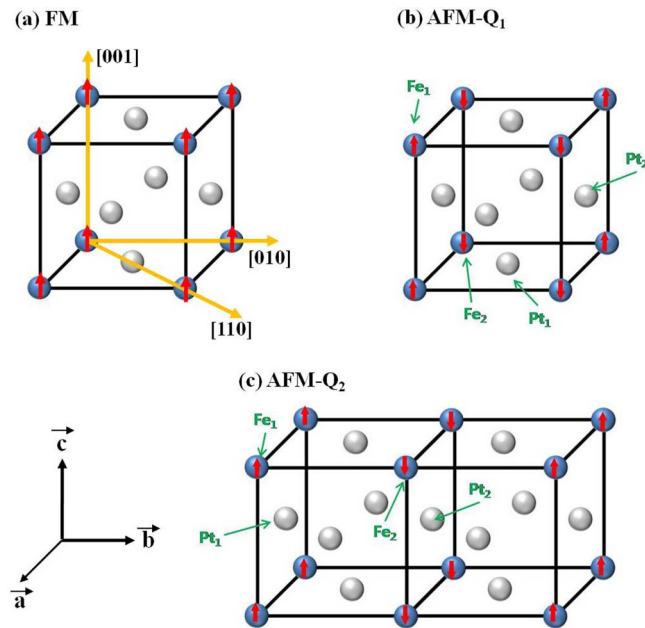 (a) FM
[001]
[010]
[110]
(b) AFM-Q₁
Fe₁
Pt₂
Fe₂
Pt₁
(c) AFM-Q₂
Fe₁
Pt₁
Fe₂
Pt₂
c
b
a